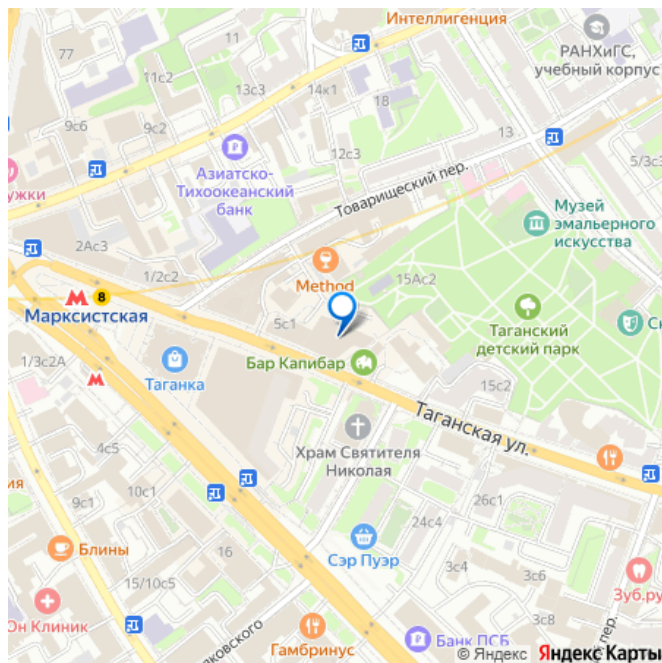 Интеллигенция
РАНХиГС,
учебный корпус
77
11
11с2
13с3
14х1
18
9с6
9с2
13
12с3
5/3с3
Азиатско-
Тихоокеанский
банк
Товарищеский пер.
Музей
эмальерного
искусства
2Ас3
1/2с2
Method
15Ас2
8
Марксистская
5с1
Таганский
детский парк
Бар Капибар
1/3с2А
Таганка
15с2
Таганская ул.
Храм Святителя
Николая
4с5
10с1
9с1
26с1
24с4
Блины
16
Сэр Пуэр
3с4
3с6
15/10с5
Зуб.ру
Он Клиник
3с8
пер.
Гамбринус
Банк ПСБ
© Яндекс Яндекс Карты